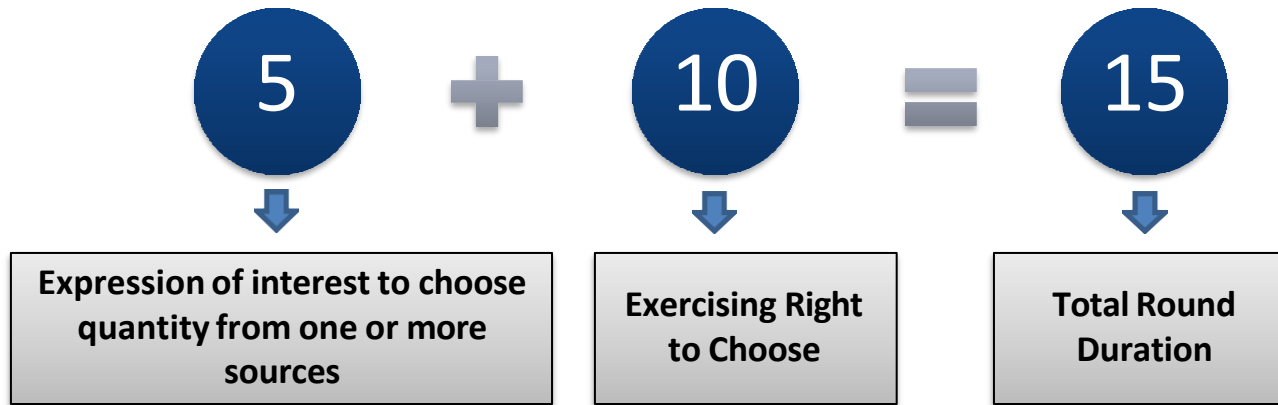 5
10
15
Expression of interest to choose
quantity from one or more
sources
Exercising Right
to Choose
Total Round
Duration